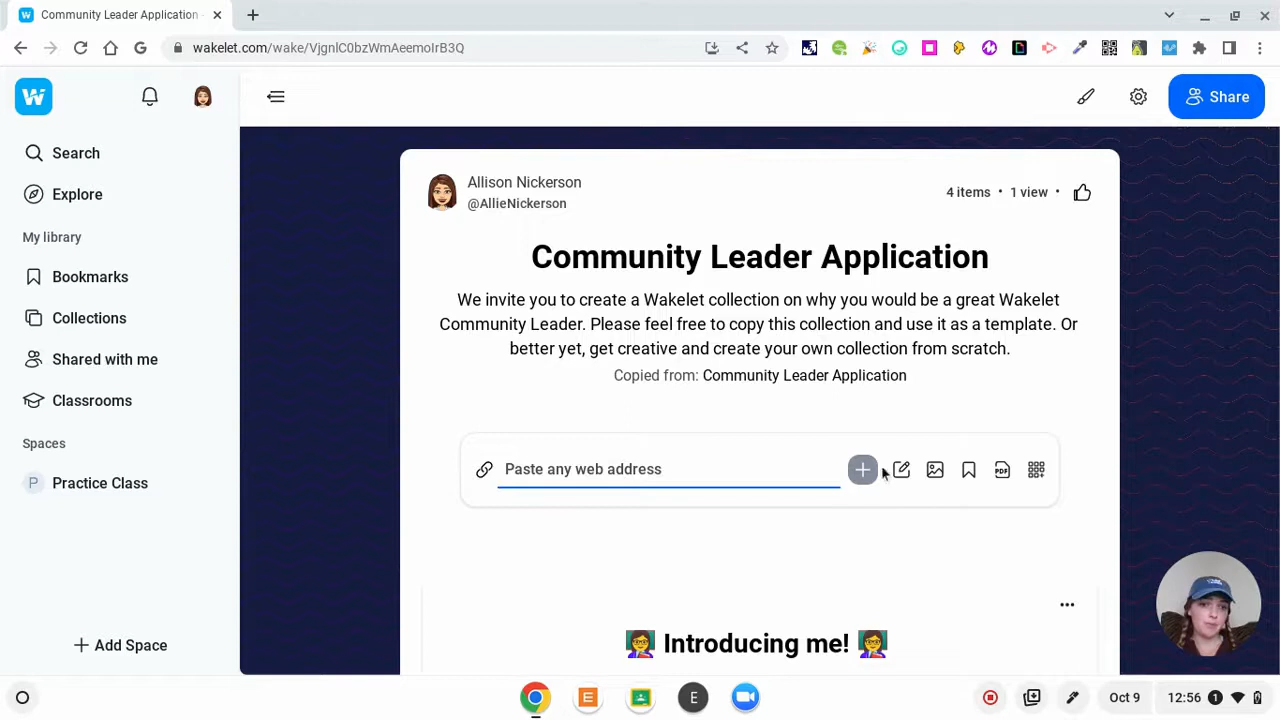 Community Leader Application -
wakelet.com/wake/VjgnlC0bzWmAeemoIrB3Q
W
Share
Search
Explore
My library
Bookmarks
Collections
Shared with me
Classrooms
Spaces
P Practice Class
Add Space
Allison Nickerson
@AllieNickerson
4 items • 1 view •
Community Leader Application
We invite you to create a Wakelet collection on why you would be a great Wakelet
Community Leader. Please feel free to copy this collection and use it as a template. Or
better yet, get creative and create your own collection from scratch.
Copied from: Community Leader Application
Paste any web address
PDF
Introducing me!
E
E
Oct 9
12:56
1